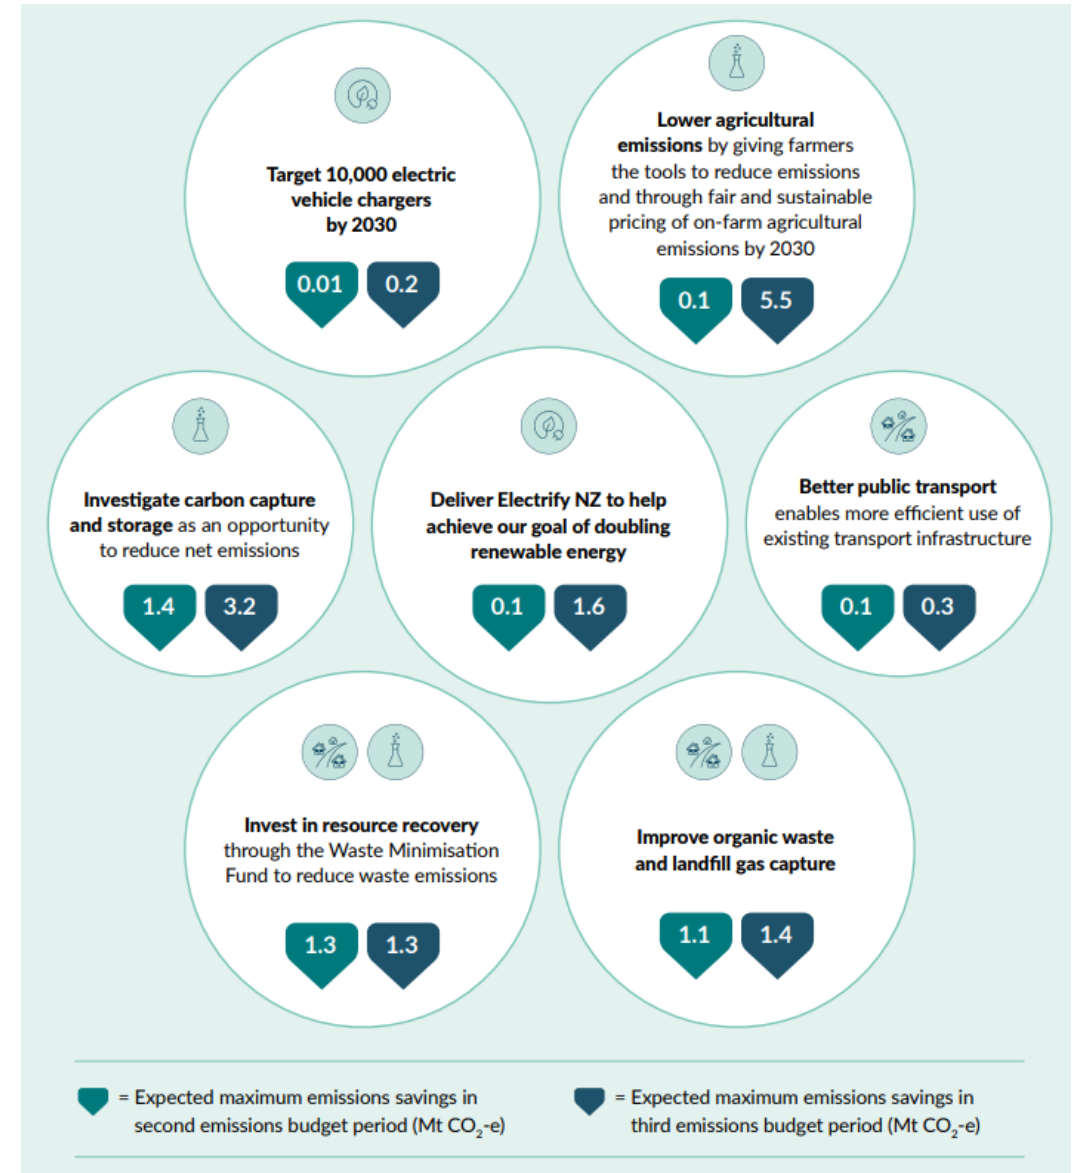 Target 10,000 electric
vehicle chargers
by 2030
0.01 0.2
Lower agricultural
emissions by giving farmers
the tools to reduce emissions
and through fair and sustainable
pricing of on-farm agricultural
emissions by 2030
0.1 5.5
Investigate carbon capture
and storage as an opportunity
to reduce net emissions
1.4 3.2
Deliver Electrify NZ to help
achieve our goal of doubling
renewable energy
0.1 1.6
Better public transport
enables more efficient use of
existing transport infrastructure
0.1 0.3
Invest in resource recovery
through the Waste Minimisation
Fund to reduce waste emissions
1.3 1.3
Improve organic waste
and landfill gas capture
1.1 1.4
= Expected maximum emissions savings in
second emissions budget period (Mt CO₂-e)
= Expected maximum emissions savings in
third emissions budget period (Mt CO₂-e)